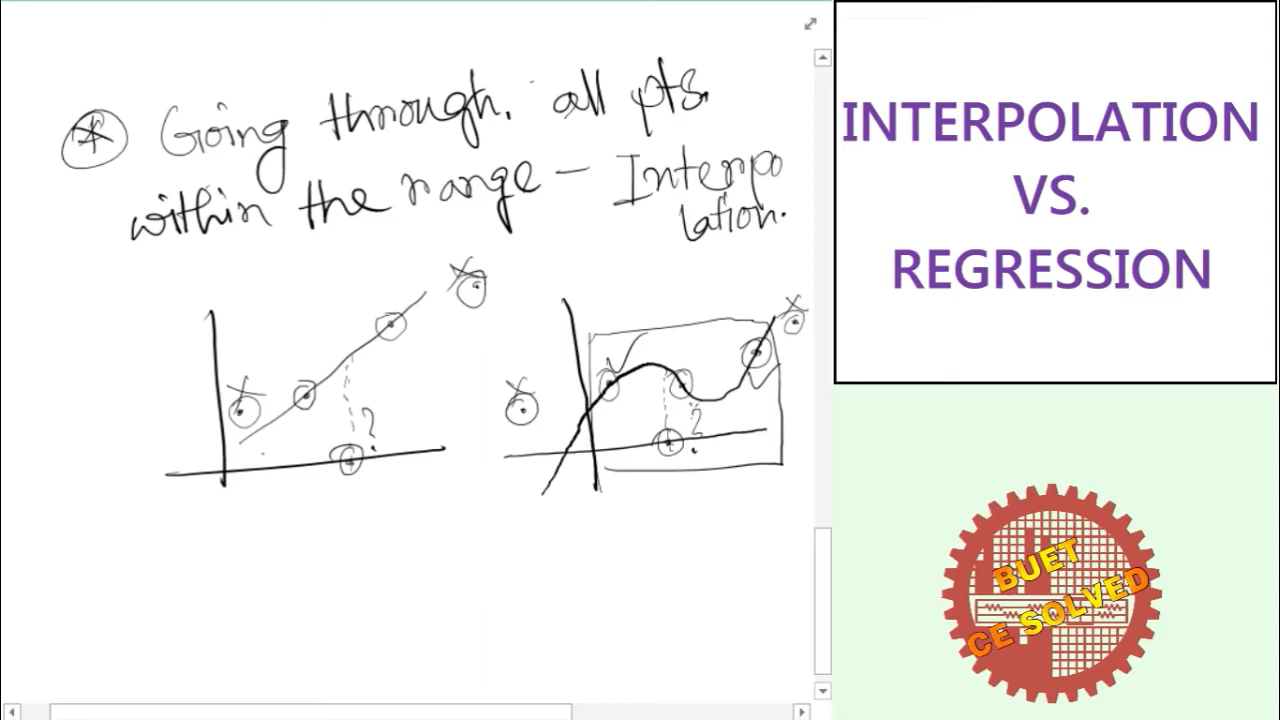 Going through. all pts.
within the range - Interpo
lation.
?
?
INTERPOLATION
VS.
REGRESSION
BUET
CE SOLVED